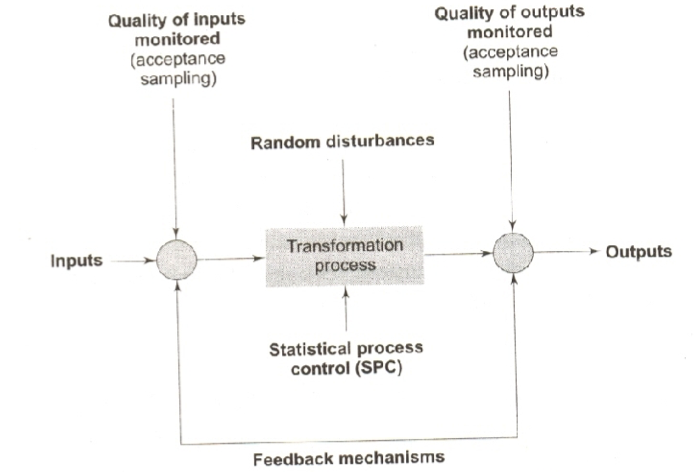 Quality of inputs
monitored
(acceptance
sampling)
Quality of outputs
monitored
(acceptance
sampling)
Random disturbances
Inputs
Transformation
process
Outputs
Statistical process
control (SPC)
Feedback mechanisms